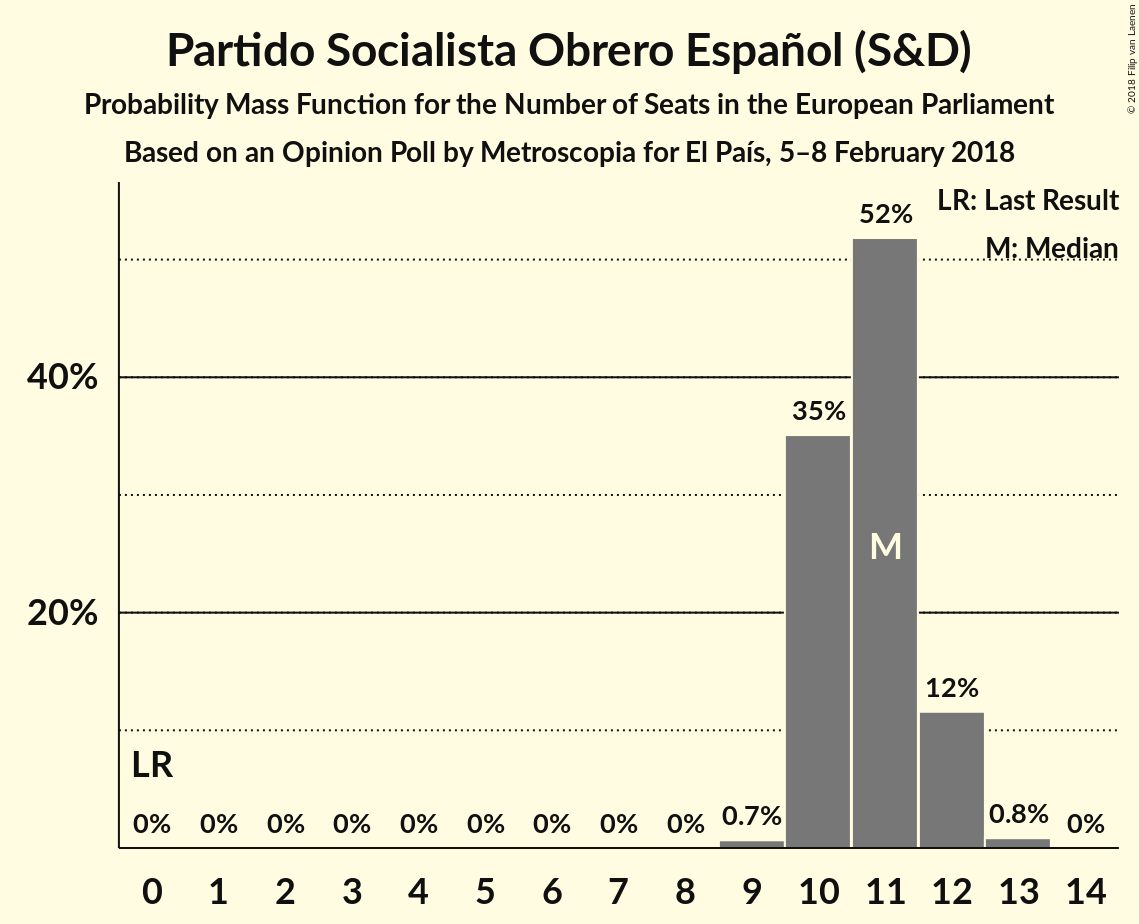 Partido Socialista Obrero Español (S&D)
Probability Mass Function for the Number of Seats in the European Parliament
Based on an Opinion Poll by Metroscopia for El País, 5–8 February 2018
© 2018 Filip van Laenen
LR: Last Result
M: Median
52%
40%
35%
M
20%
12%
LR
0% 0% 0% 0% 0% 0% 0% 0% 0% 0.7% 0.8% 0%
0 1 2 3 4 5 6 7 8 9 10 11 12 13 14